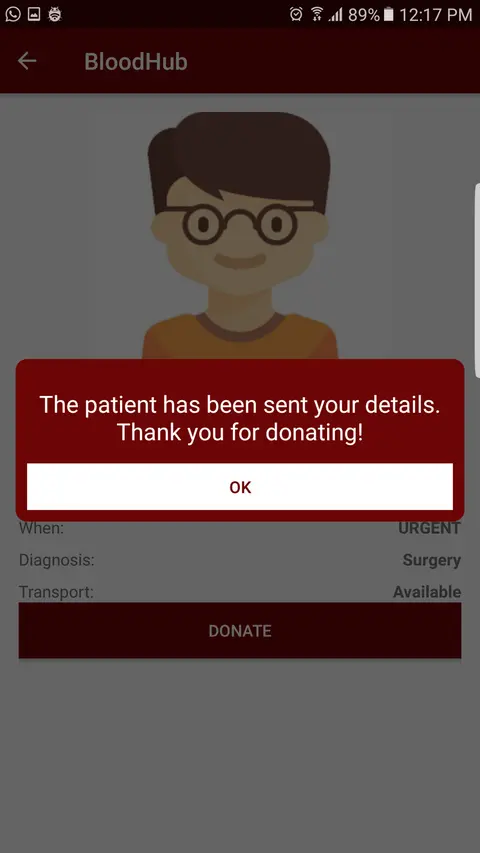 89% 12:17 PM
BloodHub
The patient has been sent your details.
Thank you for donating!
OK
When: URGENT
Diagnosis: Surgery
Transport: Available
DONATE